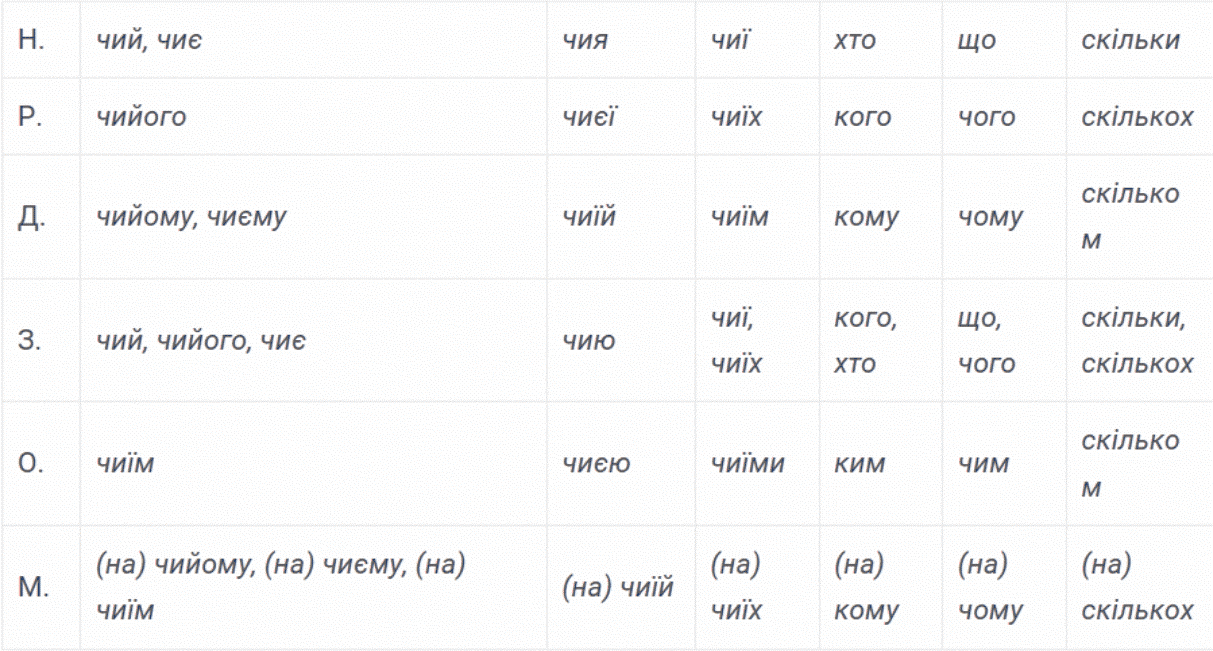 Н. чий, чиє чия чиї хто що скільки
Р. чийого чиєї чиїх кого чого скількох
Д. чийому, чиєму чиїй чиїм кому чому скілько
м
З. чий, чийого, чиє чию чиї, кого, що, скільки,
чиїх хто чого скількох
О. чиїм чиєю чиїми ким чим скілько
м
М. (на) чийому, (на) чиєму, (на) (на) чиїй (на) (на) (на) (на)
чиїм чиїх кому чому скількох